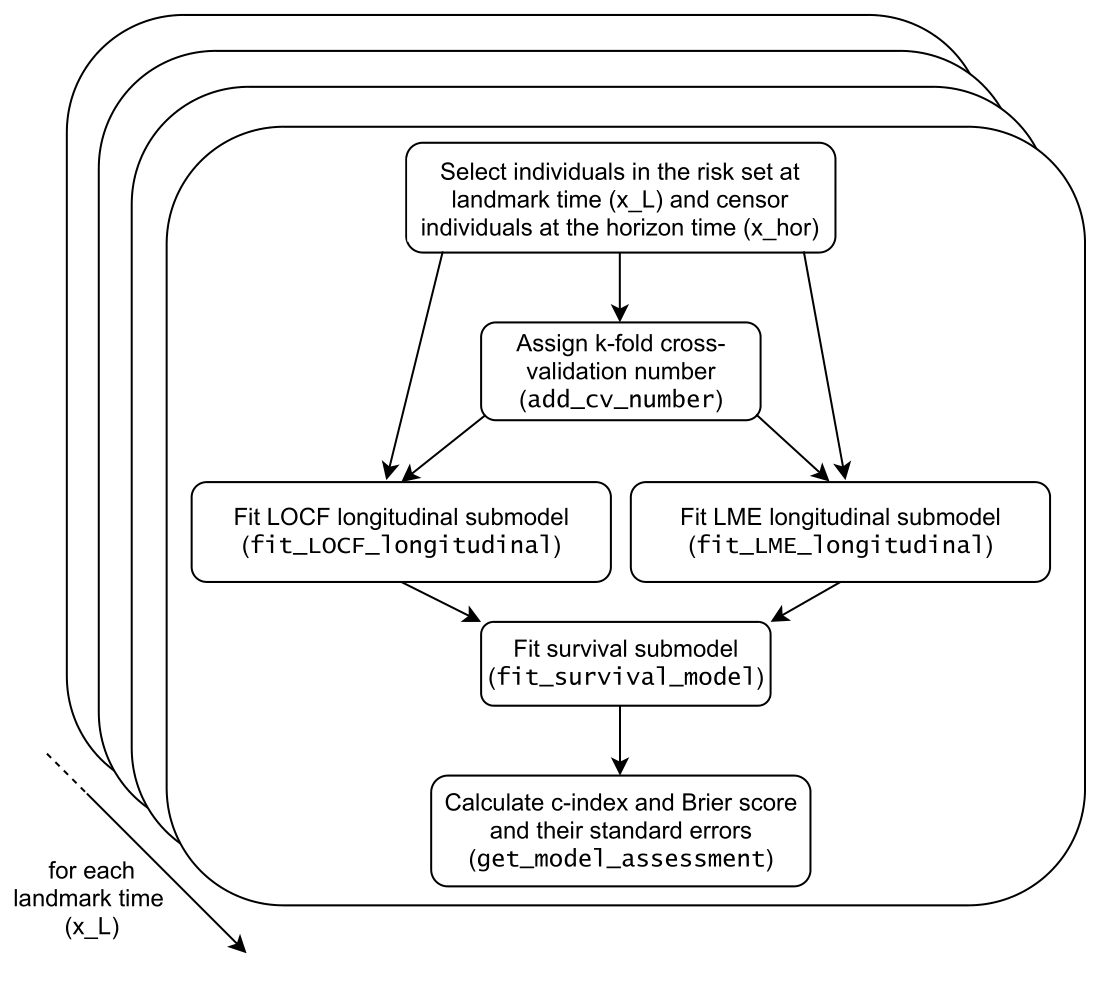 Select individuals in the risk set at
landmark time (x_L) and censor
individuals at the horizon time (x_hor)
Assign k-fold cross-
validation number
(add_cv_number)
Fit LOCF longitudinal submodel
(fit_LOCF_longitudinal)
Fit LME longitudinal submodel
(fit_LME_longitudinal)
Fit survival submodel
(fit_survival_model)
Calculate c-index and Brier score
and their standard errors
(get_model_assessment)
for each
landmark time
(x_L)